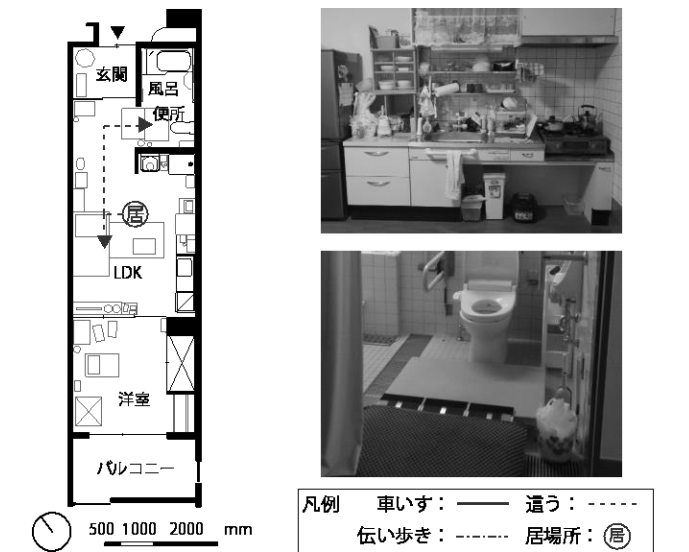 玄関
風呂
便所
居
LDK
洋室
バルコニー
500 1000 2000 mm
凡例 車いす： 這う：
伝い歩き： 居場所：居